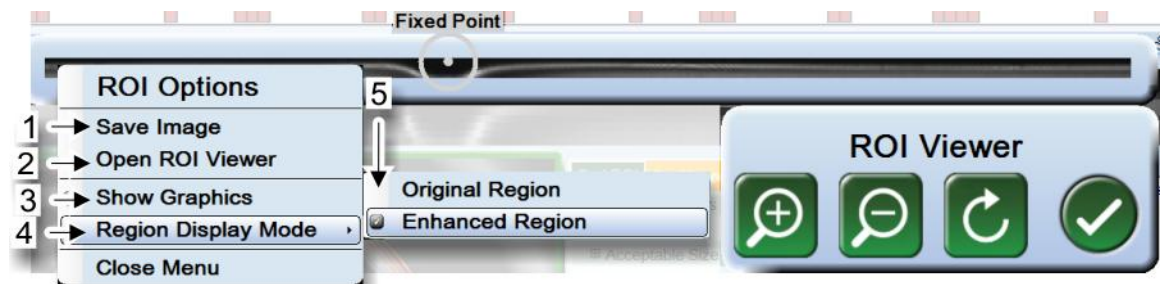 Fixed Point
ROI Options
1 Save Image
2 Open ROI Viewer
3 Show Graphics
4 Region Display Mode
Close Menu
5
Original Region
Enhanced Region
Acceptable Size
ROI Viewer